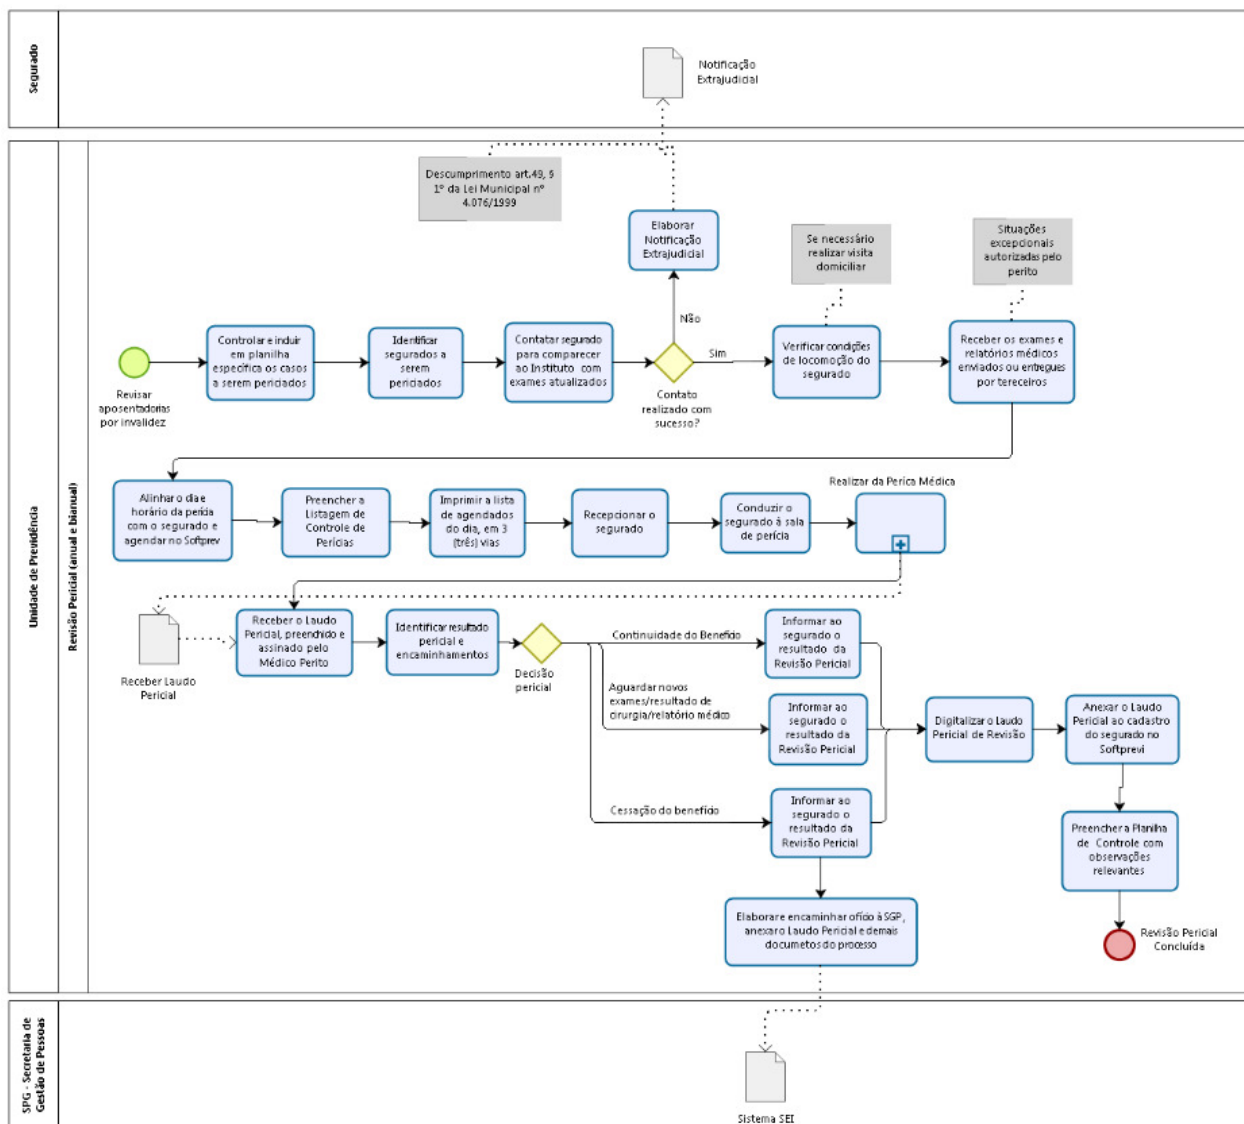 Segurado
Notificação
Extrajudicial
Unidade de Previdência
Revisão Pericial (anual e bianual)
Descumprimento art.49, §
1º da Lei Municipal nº
4.076/1999
Elaborar
Notificação
Extrajudicial
Se necessário
realizar visita
domiciliar
Situações
excepcionais
autorizadas pelo
perito
Não
Revisar
aposentadorias
por invalidez
Controlar e incluir
em planilha
específica os casos
a serem periciados
Identificar
segurados a
serem
periciados
Contatar segurado
para comparecer
ao Instituto com
exames atualizados
Contato
realizado com
sucesso?
Sim
Verificar condições
de locomoção do
segurado
Receber os exames e
relatórios médicos
enviados ou entregues
por tereceiros
Alinhar o dia e
horário da perícia
com o segurado e
agendar no Softprev
Preencher a
Listagem de
Controle de
Perícias
Imprimir a lista
de agendados
do dia, em 3
(três) vias
Recepcionar o
segurado
Conduzir o
segurado à sala
de perícia
Realizar da Períca Médica
Receber Laudo
Pericial
Receber o Laudo
Pericial, preenchido e
assinado pelo
Médico Perito
Identificar resultado
pericial e
encaminhamentos
Decisão
pericial
Continuidade do Benefício
Informar ao
segurado o
resultado da
Revisão Pericial
Aguardar novos
exames/resultado de
cirurgia/relatório médico
Informar ao
segurado o
resultado da
Revisão Pericial
Cessação do benefício
Informar ao
segurado o
resultado da
Revisão Pericial
Digitalizar o Laudo
Pericial de Revisão
Anexar o Laudo
Pericial ao cadastro
do segurado no
Softprevi
Preencher a Planilha
de Controle com
observações
relevantes
Elaborar e encaminhar ofício à SGP,
anexar o Laudo Pericial e demais
documetos do processo
Revisão Pericial
Concluída
SPG - Secretaria de
Gestão de Pessoas
Sistema SEI